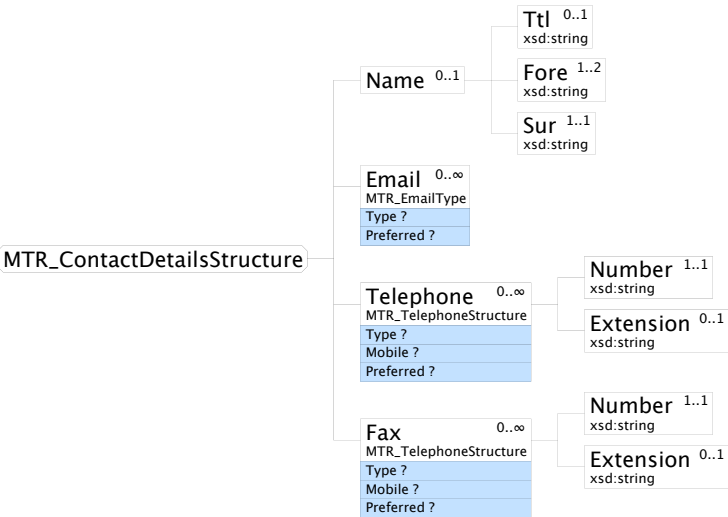 MTR_ContactDetailsStructure
Name 0..1
Ttl 0..1
xsd:string
Fore 1..2
xsd:string
Sur 1..1
xsd:string
Email 0..∞
MTR_EmailType
Type ?
Preferred ?
Telephone 0..∞
MTR_TelephoneStructure
Type ?
Mobile ?
Preferred ?
Number 1..1
xsd:string
Extension 0..1
xsd:string
Fax 0..∞
MTR_TelephoneStructure
Type ?
Mobile ?
Preferred ?
Number 1..1
xsd:string
Extension 0..1
xsd:string